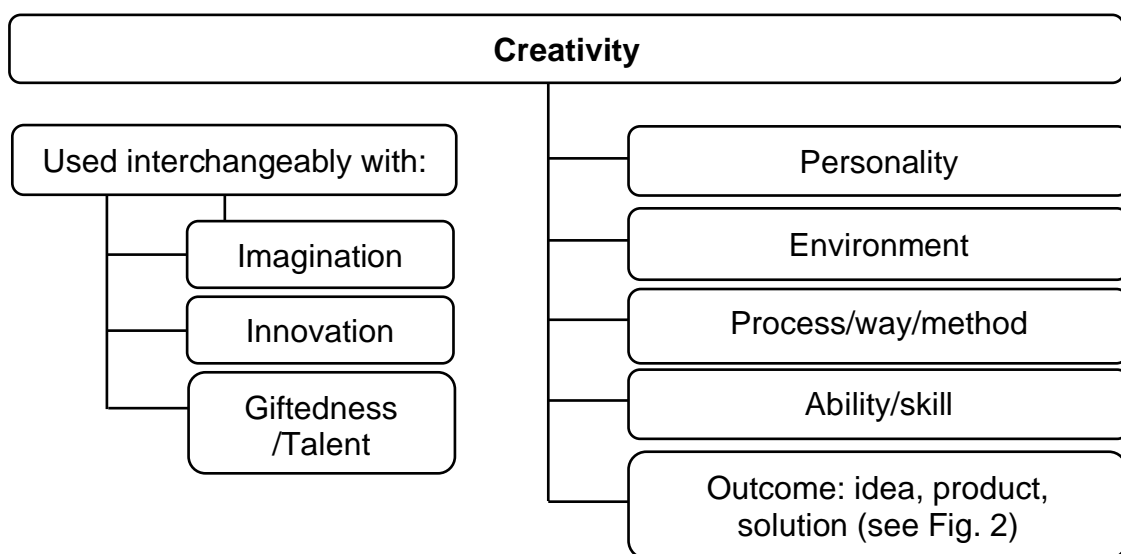 Creativity
Used interchangeably with:
Imagination
Innovation
Giftedness
/Talent
Personality
Environment
Process/way/method
Ability/skill
Outcome: idea, product,
solution (see Fig. 2)